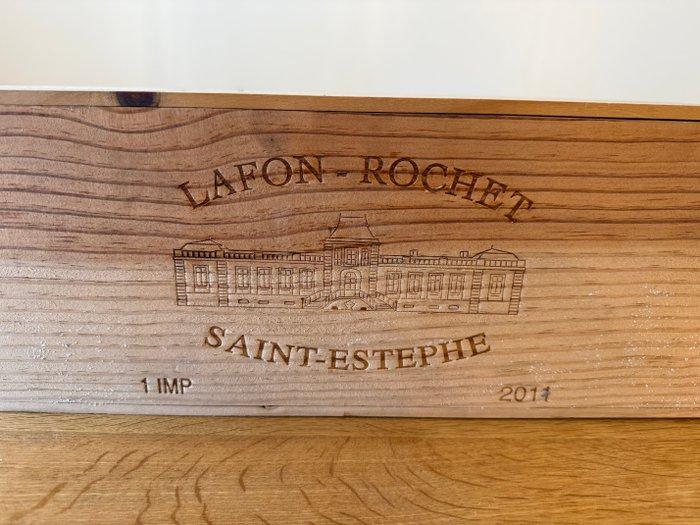 LAFON-ROCHET
SAINT-ESTEPHE
1 IMP 2011